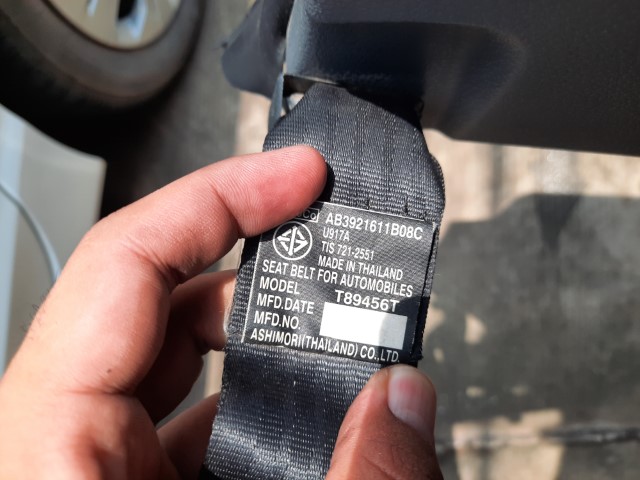 AB3921611B08C
U917A
TIS 721-2551
MADE IN THAILAND
SEAT BELT FOR AUTOMOBILES
MODEL T89456T
MFD.DATE
MFD.NO.
ASHIMORI(THAILAND) CO.,LTD.